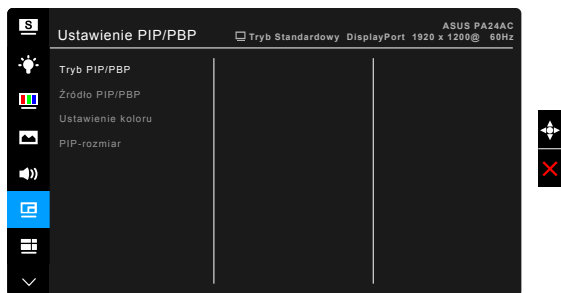 S
ASUS PA24AC
Ustawienie PIP/PBP
Tryb Standardowy DisplayPort 1920 x 1200@ 60Hz
Tryb PIP/PBP
Źródło PIP/PBP
Ustawienie koloru
PIP-rozmiar